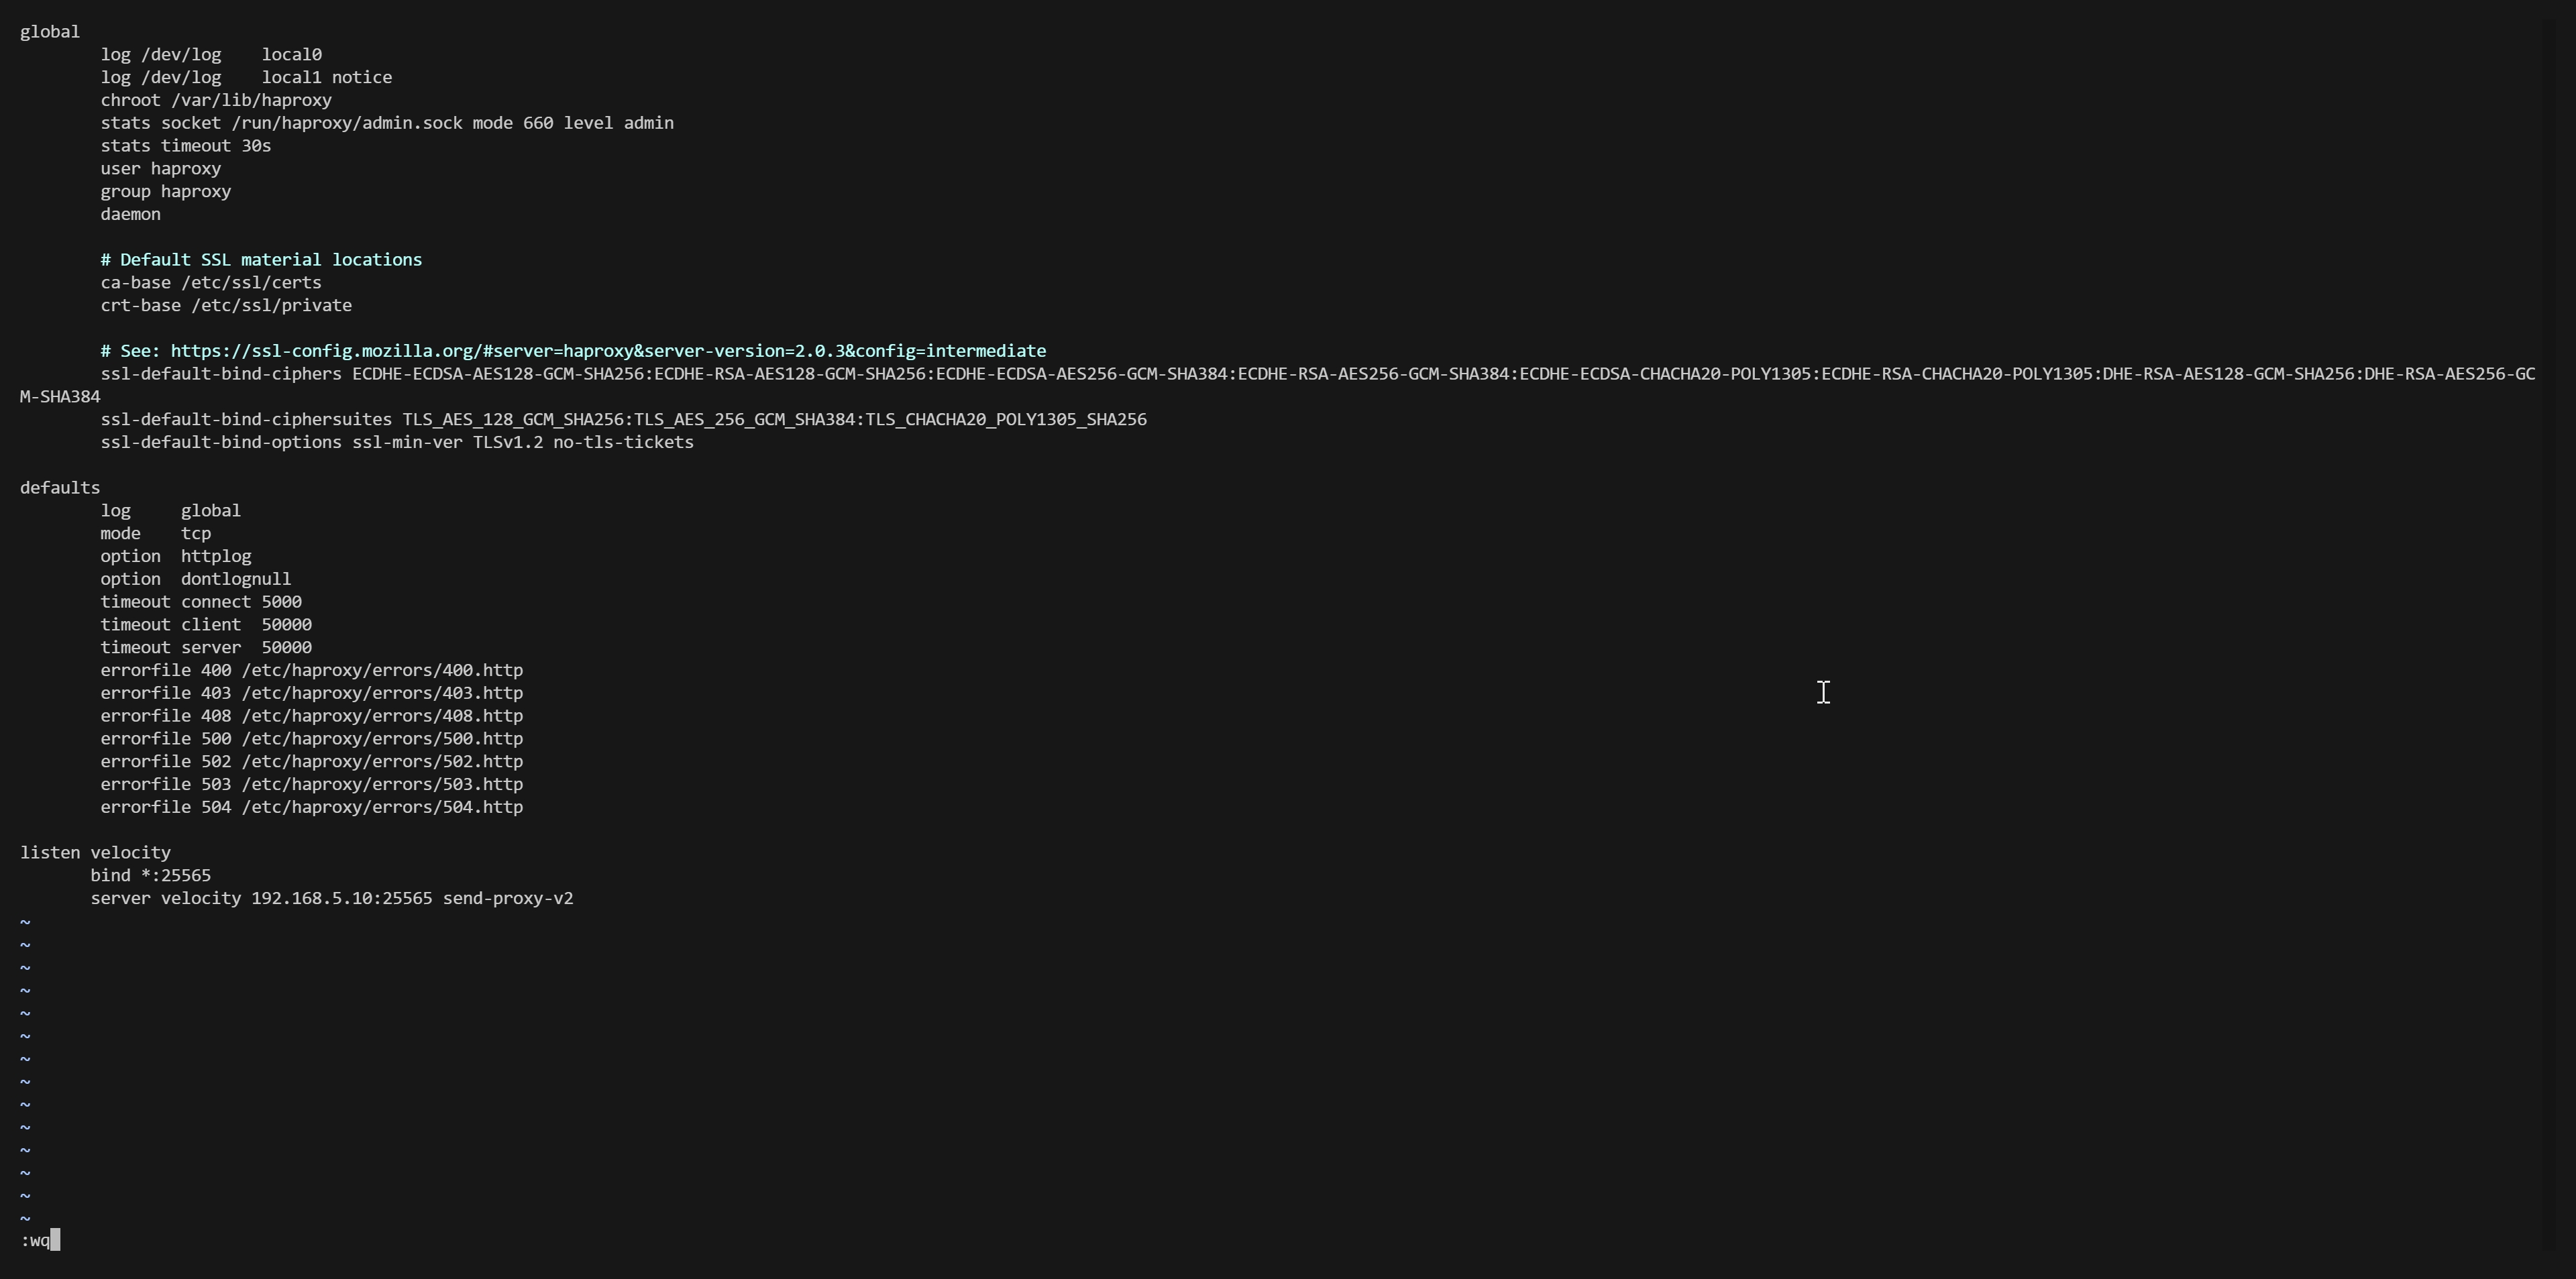 global
        log /dev/log    local0
        log /dev/log    local1 notice
        chroot /var/lib/haproxy
        stats socket /run/haproxy/admin.sock mode 660 level admin
        stats timeout 30s
        user haproxy
        group haproxy
        daemon

        # Default SSL material locations
        ca-base /etc/ssl/certs
        crt-base /etc/ssl/private

        # See: https://ssl-config.mozilla.org/#server=haproxy&server-version=2.0.3&config=intermediate
        ssl-default-bind-ciphers ECDHE-ECDSA-AES128-GCM-SHA256:ECDHE-RSA-AES128-GCM-SHA256:ECDHE-ECDSA-AES256-GCM-SHA384:ECDHE-RSA-AES256-GCM-SHA384:ECDHE-ECDSA-CHACHA20-POLY1305:ECDHE-RSA-CHACHA20-POLY1305:DHE-RSA-AES128-GCM-SHA256:DHE-RSA-AES256-GC
M-SHA384
        ssl-default-bind-ciphersuites TLS_AES_128_GCM_SHA256:TLS_AES_256_GCM_SHA384:TLS_CHACHA20_POLY1305_SHA256
        ssl-default-bind-options ssl-min-ver TLSv1.2 no-tls-tickets

defaults
        log     global
        mode    tcp
        option  httplog
        option  dontlognull
        timeout connect 5000
        timeout client  50000
        timeout server  50000
        errorfile 400 /etc/haproxy/errors/400.http
        errorfile 403 /etc/haproxy/errors/403.http
        errorfile 408 /etc/haproxy/errors/408.http
        errorfile 500 /etc/haproxy/errors/500.http
        errorfile 502 /etc/haproxy/errors/502.http
        errorfile 503 /etc/haproxy/errors/503.http
        errorfile 504 /etc/haproxy/errors/504.http

listen velocity
       bind *:25565
       server velocity 192.168.5.10:25565 send-proxy-v2
~
~
~
~
~
~
~
~
~
~
~
~
~
~
:wq